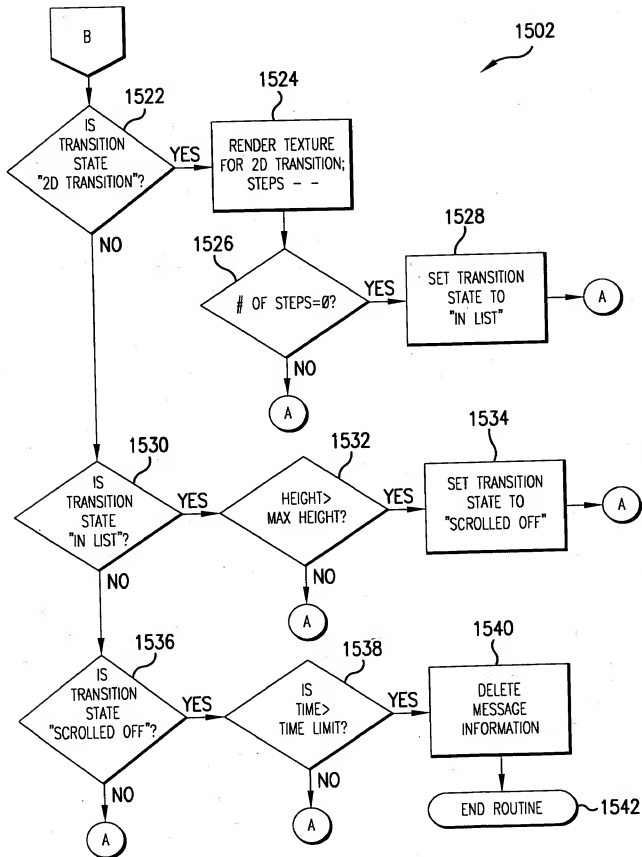 B
1502
1522
IS
TRANSITION
STATE
"2D TRANSITION"?
YES
NO
1524
RENDER TEXTURE
FOR 2D TRANSITION;
STEPS - -
1526
# OF STEPS=Ø?
YES
NO
A
1528
SET TRANSITION
STATE TO
"IN LIST"
A
1530
IS
TRANSITION
STATE
"IN LIST"?
YES
NO
1532
HEIGHT>
MAX HEIGHT?
YES
NO
A
1534
SET TRANSITION
STATE TO
"SCROLLED OFF"
A
1536
IS
TRANSITION
STATE
"SCROLLED OFF"?
YES
NO
A
1538
IS
TIME>
TIME LIMIT?
YES
NO
A
1540
DELETE
MESSAGE
INFORMATION
END ROUTINE
1542